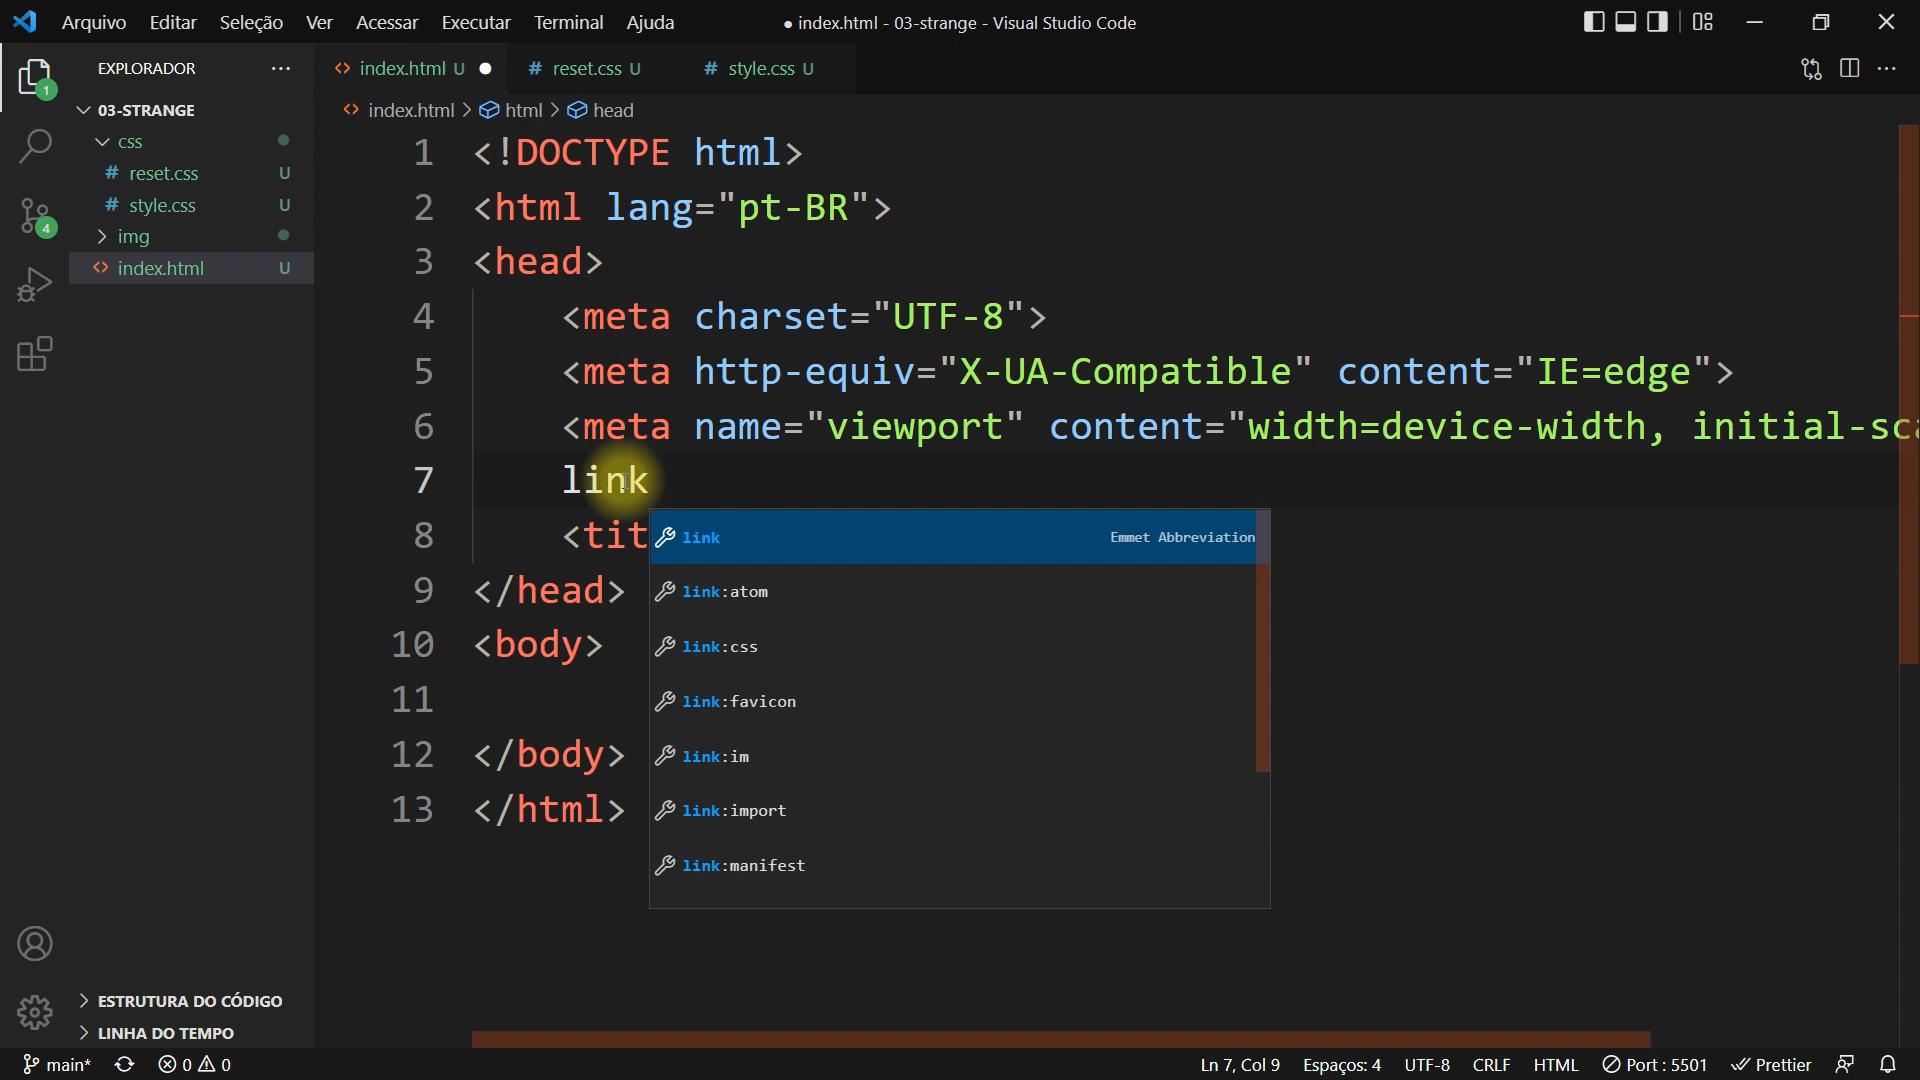 Arquivo Editar Seleção Ver Acessar Executar Terminal Ajuda
● index.html - 03-strange - Visual Studio Code
EXPLORADOR ···
index.html U ●
reset.css U
style.css U
03-STRANGE
index.html > html > head
css
reset.css U
style.css U
img
index.html U
1 <!DOCTYPE html>
2 <html lang="pt-BR">
3 <head>
4 <meta charset="UTF-8">
5 <meta http-equiv="X-UA-Compatible" content="IE=edge">
6 <meta name="viewport" content="width=device-width, initial-sca
7 link
8 <tit
9 </head>
10 <body>
11
12 </body>
13 </html>
link Emmet Abbreviation
link:atom
link:css
link:favicon
link:im
link:import
link:manifest
1
4
ESTRUTURA DO CÓDIGO
LINHA DO TEMPO
main* 0 0 Ln 7, Col 9 Espaços: 4 UTF-8 CRLF HTML Port : 5501 Prettier